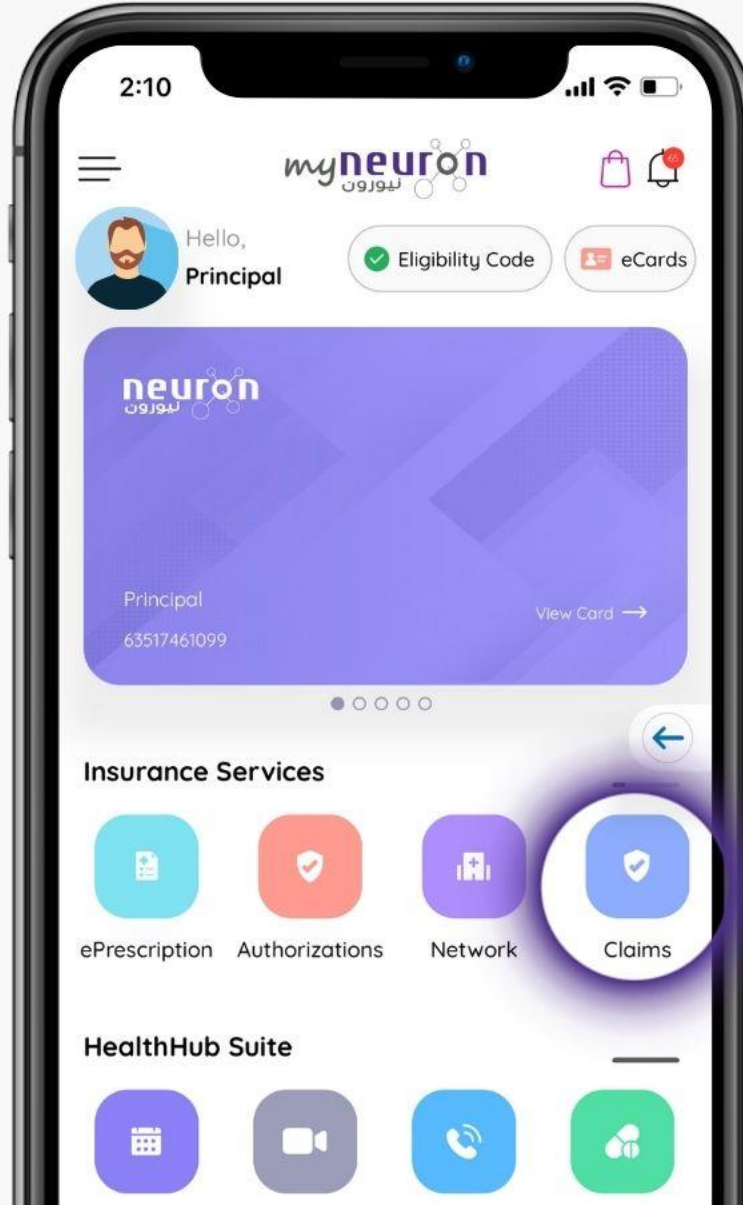 2:10
myneuron
نيورون
65
Hello,
Principal
Eligibility Code
eCards
neuron
نيورون
Principal
View Card →
63517461099
Insurance Services
ePrescription Authorizations Network Claims
HealthHub Suite